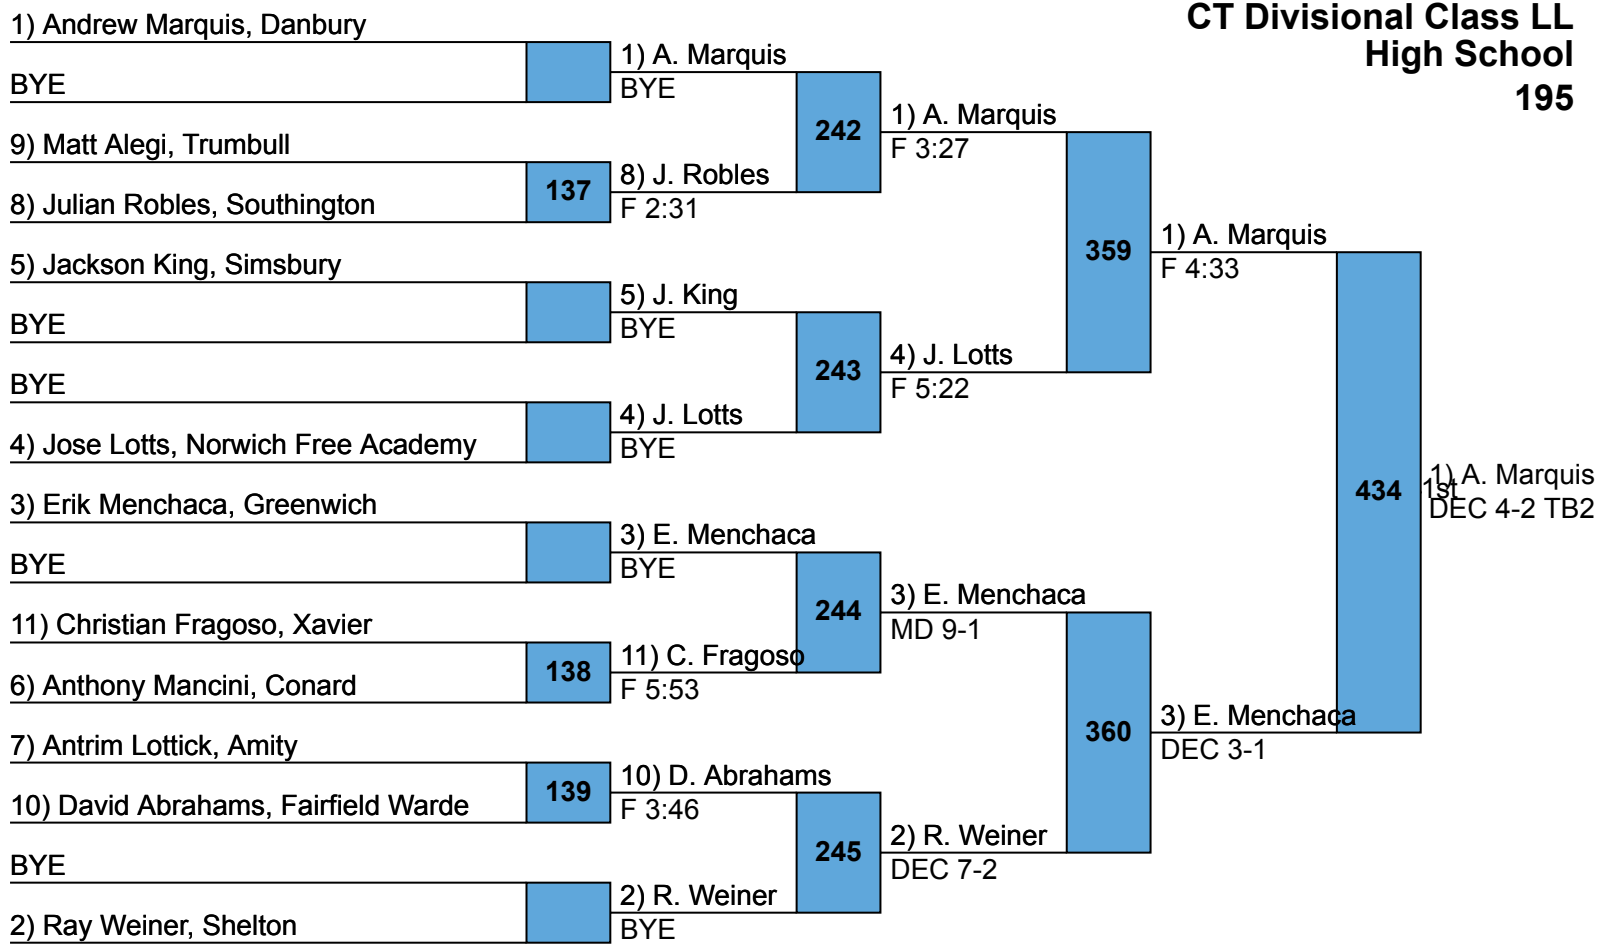 CT Divisional Class LL
High School
195
1) Andrew Marquis, Danbury
BYE
9) Matt Alegi, Trumbull
137
8) Julian Robles, Southington
5) Jackson King, Simsbury
BYE
BYE
4) Jose Lotts, Norwich Free Academy
3) Erik Menchaca, Greenwich
BYE
11) Christian Fragoso, Xavier
138
6) Anthony Mancini, Conard
7) Antrim Lottick, Amity
139
10) David Abrahams, Fairfield Warde
BYE
2) Ray Weiner, Shelton
1) A. Marquis
BYE
242
8) J. Robles
F 2:31
5) J. King
BYE
243
4) J. Lotts
BYE
3) E. Menchaca
BYE
244
11) C. Fragoso
F 5:53
10) D. Abrahams
F 3:46
245
2) R. Weiner
BYE
1) A. Marquis
F 3:27
359
4) J. Lotts
F 5:22
3) E. Menchaca
MD 9-1
360
2) R. Weiner
DEC 7-2
1) A. Marquis
F 4:33
434
3) E. Menchaca
DEC 3-1
1) A. Marquis
1st
DEC 4-2 TB2